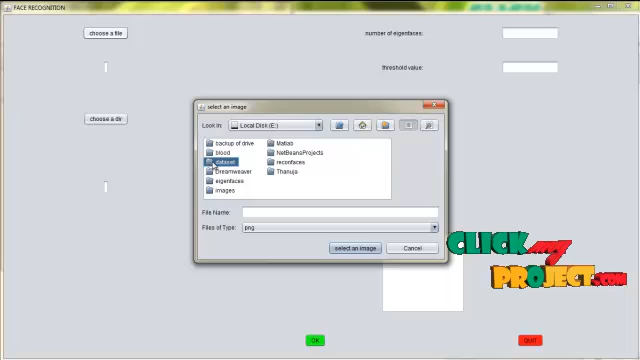 FACE RECOGNITION
choose a file
number of eigenfaces:
threshold value:
select an image
choose a dir
Look In:
Local Disk (E:)
backup of drive
Matlab
blood
NetBeansProjects
dataset
reconfaces
Dreamweaver
Thanuja
eigenfaces
images
File Name:
Files of Type:
png
select an image
Cancel
CLICK my
PROJECT.COM
OK
QUIT